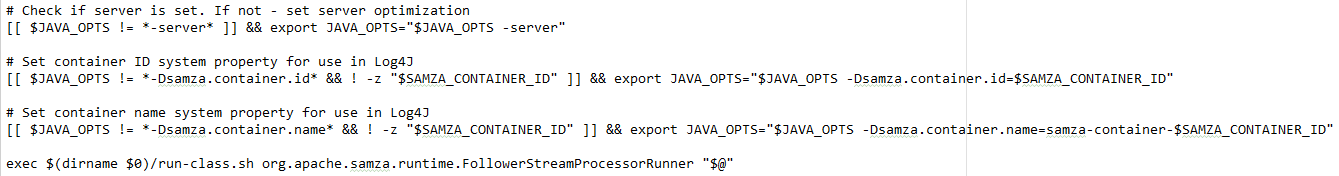 # Check if server is set. If not - set server optimization
[[ $JAVA_OPTS != *-server* ]] && export JAVA_OPTS="$JAVA_OPTS -server"
# Set container ID system property for use in Log4J
[[ $JAVA_OPTS != *-Dsamza.container.id* && ! -z "$SAMZA_CONTAINER_ID" ]] && export JAVA_OPTS="$JAVA_OPTS -Dsamza.container.id=$SAMZA_CONTAINER_ID"
# Set container name system property for use in Log4J
[[ $JAVA_OPTS != *-Dsamza.container.name* && ! -z "$SAMZA_CONTAINER_ID" ]] && export JAVA_OPTS="$JAVA_OPTS -Dsamza.container.name=samza-container-$SAMZA_CONTAINER_ID"
exec $(dirname $0)/run-class.sh org.apache.samza.runtime.FollowerStreamProcessorRunner "$@"